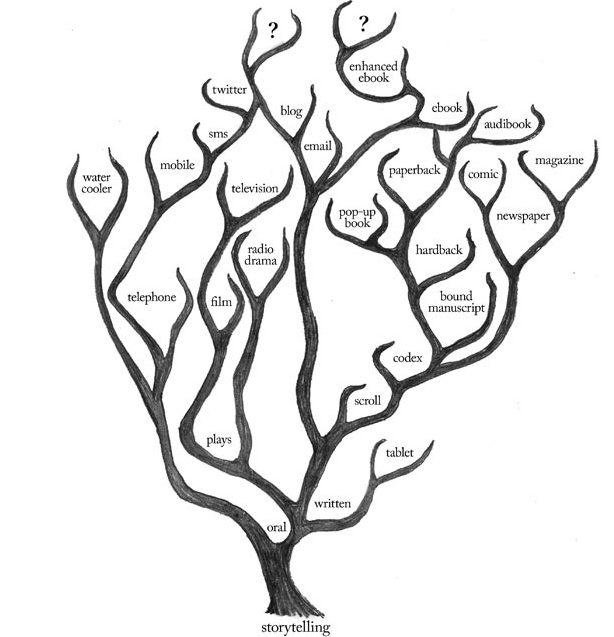 ?
?
enhanced
ebook
twitter
blog
ebook
audiobook
sms
email
mobile
magazine
water
cooler
television
paperback
comic
pop-up
book
newspaper
radio
drama
hardback
telephone
film
bound
manuscript
codex
scroll
plays
tablet
written
oral
storytelling